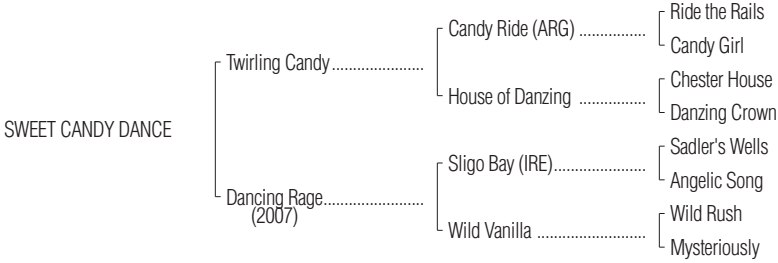 Ride the Rails
Candy Ride (ARG) ................
Candy Girl
Twirling Candy......................
Chester House
House of Danzing ................
Danzing Crown
SWEET CANDY DANCE
Sadler's Wells
Sligo Bay (IRE)......................
Angelic Song
Dancing Rage........................
(2007)
Wild Rush
Wild Vanilla ..........................
Mysteriously